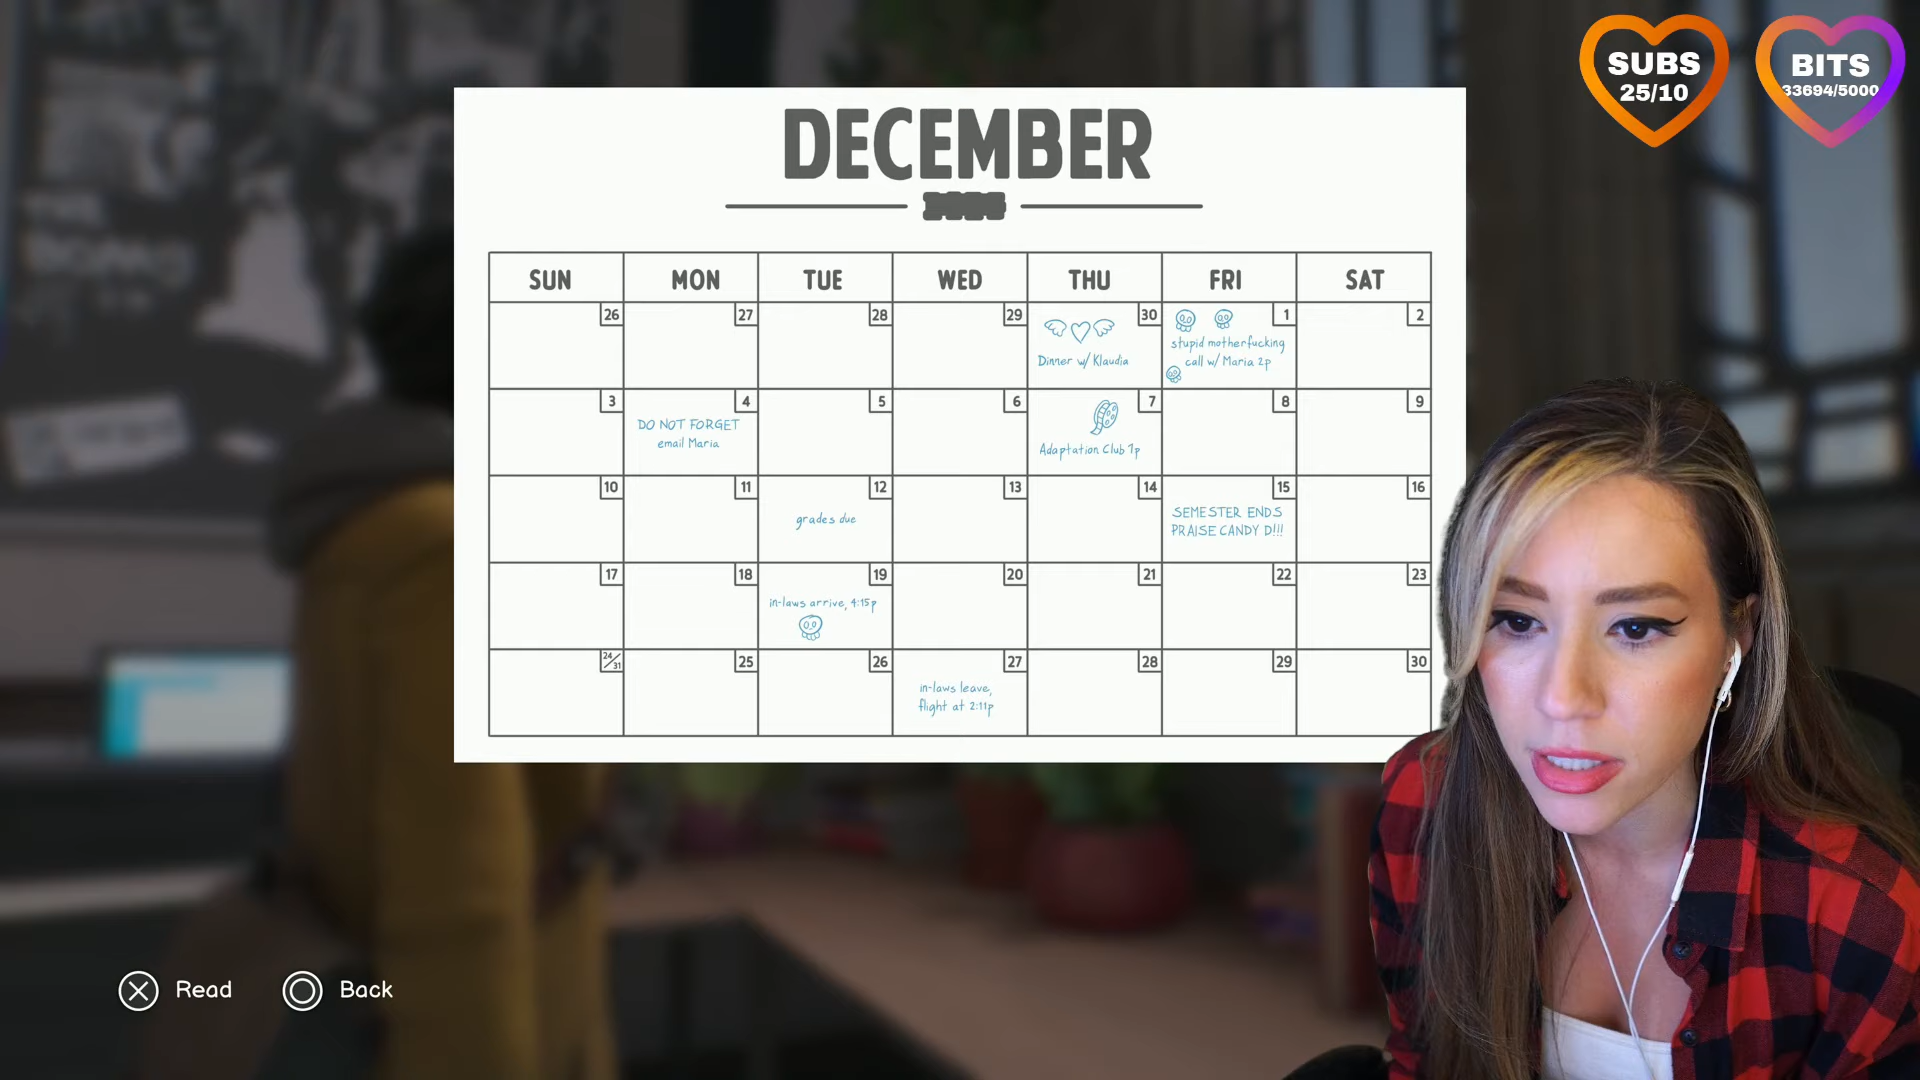 SUBS
25/10
BITS
33694/5000
DECEMBER
SUN MON TUE WED THU FRI SAT
26 27 28 29 30 1 2
Dinner w/ Klaudia
stupid motherfucking
call w/ Maria 2p
3 4 5 6 7 8 9
DO NOT FORGET
email Maria
Adaptation Club 7p
10 11 12 13 14 15 16
grades due
SEMESTER ENDS
PRAISE CANDY D!!!
17 18 19 20 21 22 23
in-laws arrive, 4:15p
24/31 25 26 27 28 29 30
in-laws leave,
flight at 2:11p
Read Back